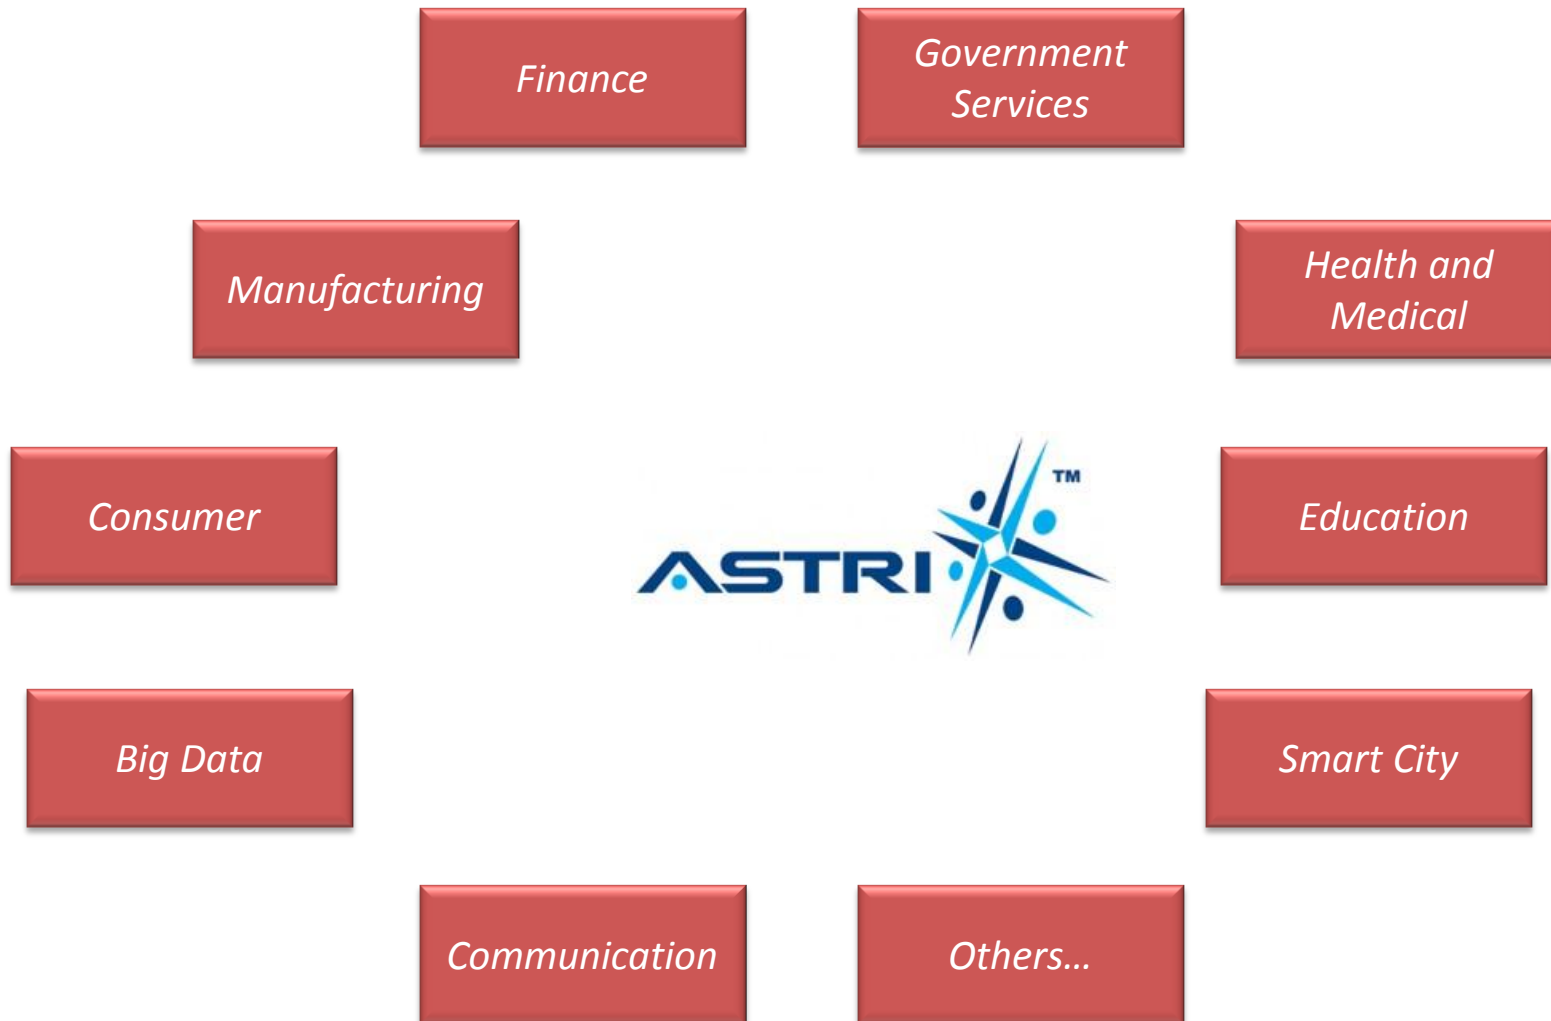 Finance
Government
Services
Manufacturing
Health and
Medical
Consumer
ASTRI
TM
Education
Big Data
Smart City
Communication
Others...